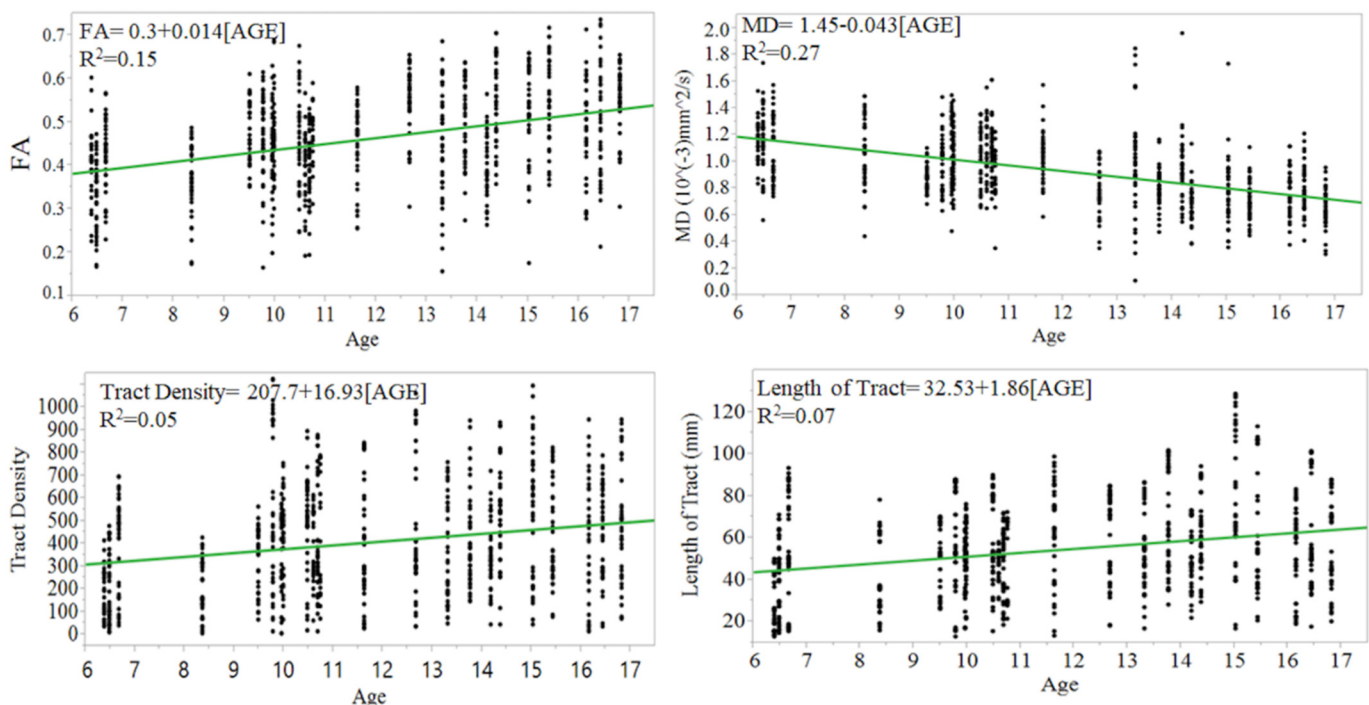 FA= 0.3+0.014[AGE]
R²=0.15
0.7
0.6
0.5
0.4
0.3
0.2
0.1
FA
6 7 8 9 10 11 12 13 14 15 16 17
Age
MD= 1.45-0.043[AGE]
R²=0.27
2.0
1.8
1.6
1.4
1.2
1.0
0.8
0.6
0.4
0.2
0.0
MD (10^(-3)mm^2/s)
6 7 8 9 10 11 12 13 14 15 16 17
Age
Tract Density= 207.7+16.93[AGE]
R²=0.05
1000
900
800
700
600
500
400
300
200
100
0
Tract Density
6 7 8 9 10 11 12 13 14 15 16 17
Age
Length of Tract= 32.53+1.86[AGE]
R²=0.07
120
100
80
60
40
20
Length of Tract (mm)
6 7 8 9 10 11 12 13 14 15 16 17
Age